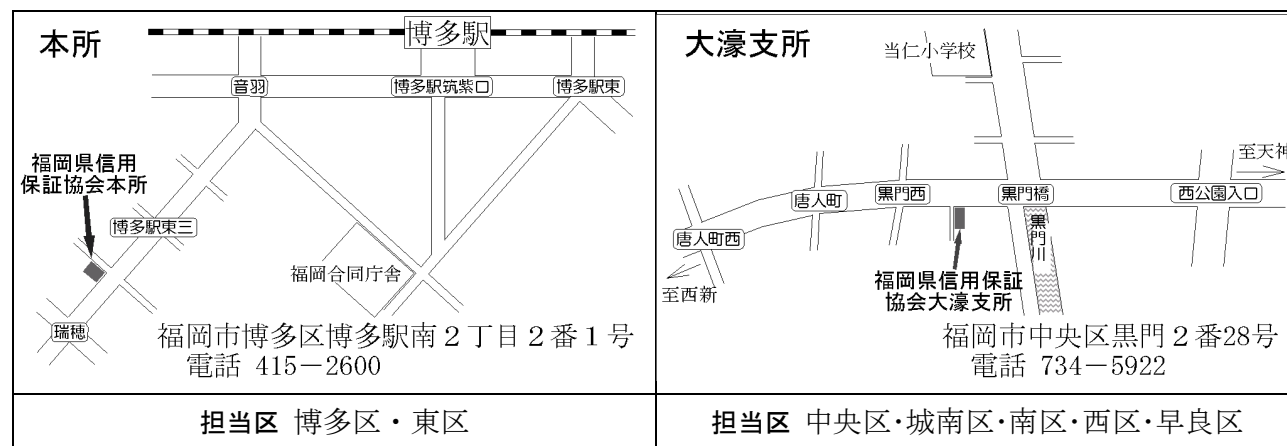 本所
博多駅
音羽
博多駅筑紫口
博多駅東
福岡県信用
保証協会本所
博多駅東三
福岡合同庁舎
瑞穂
福岡市博多区博多駅南２丁目２番１号
電話 415－2600
担当区 博多区・東区
大濠支所
当仁小学校
至天神
唐人町
黒門西
黒門橋
西公園入口
唐人町西
黒門川
至西新
福岡県信用保証
協会大濠支所
福岡市中央区黒門２番28号
電話 734－5922
担当区 中央区・城南区・南区・西区・早良区